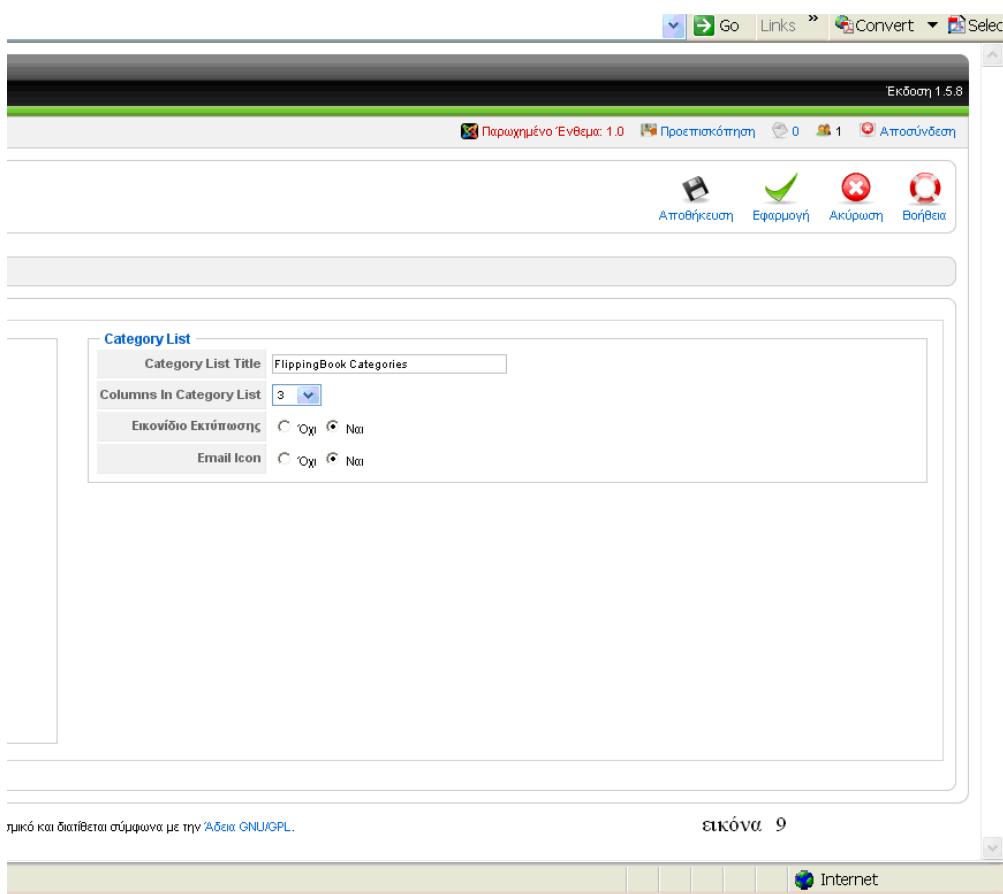 Go Links » Convert Selec
Έκδοση 1.5.8
Παρωχημένο Ένθεμα: 1.0 Προεπισκόπηση 0 1 Αποσύνδεση
Αποθήκευση Εφαρμογή Ακύρωση Βοήθεια
Category List
Category List Title FlippingBook Categories
Columns In Category List 3
Εικονίδιο Εκτύπωσης Όχι Ναι
Email Icon Όχι Ναι
σμικό και διατίθεται σύμφωνα με την Άδεια GNU/GPL.
εικόνα 9
Internet